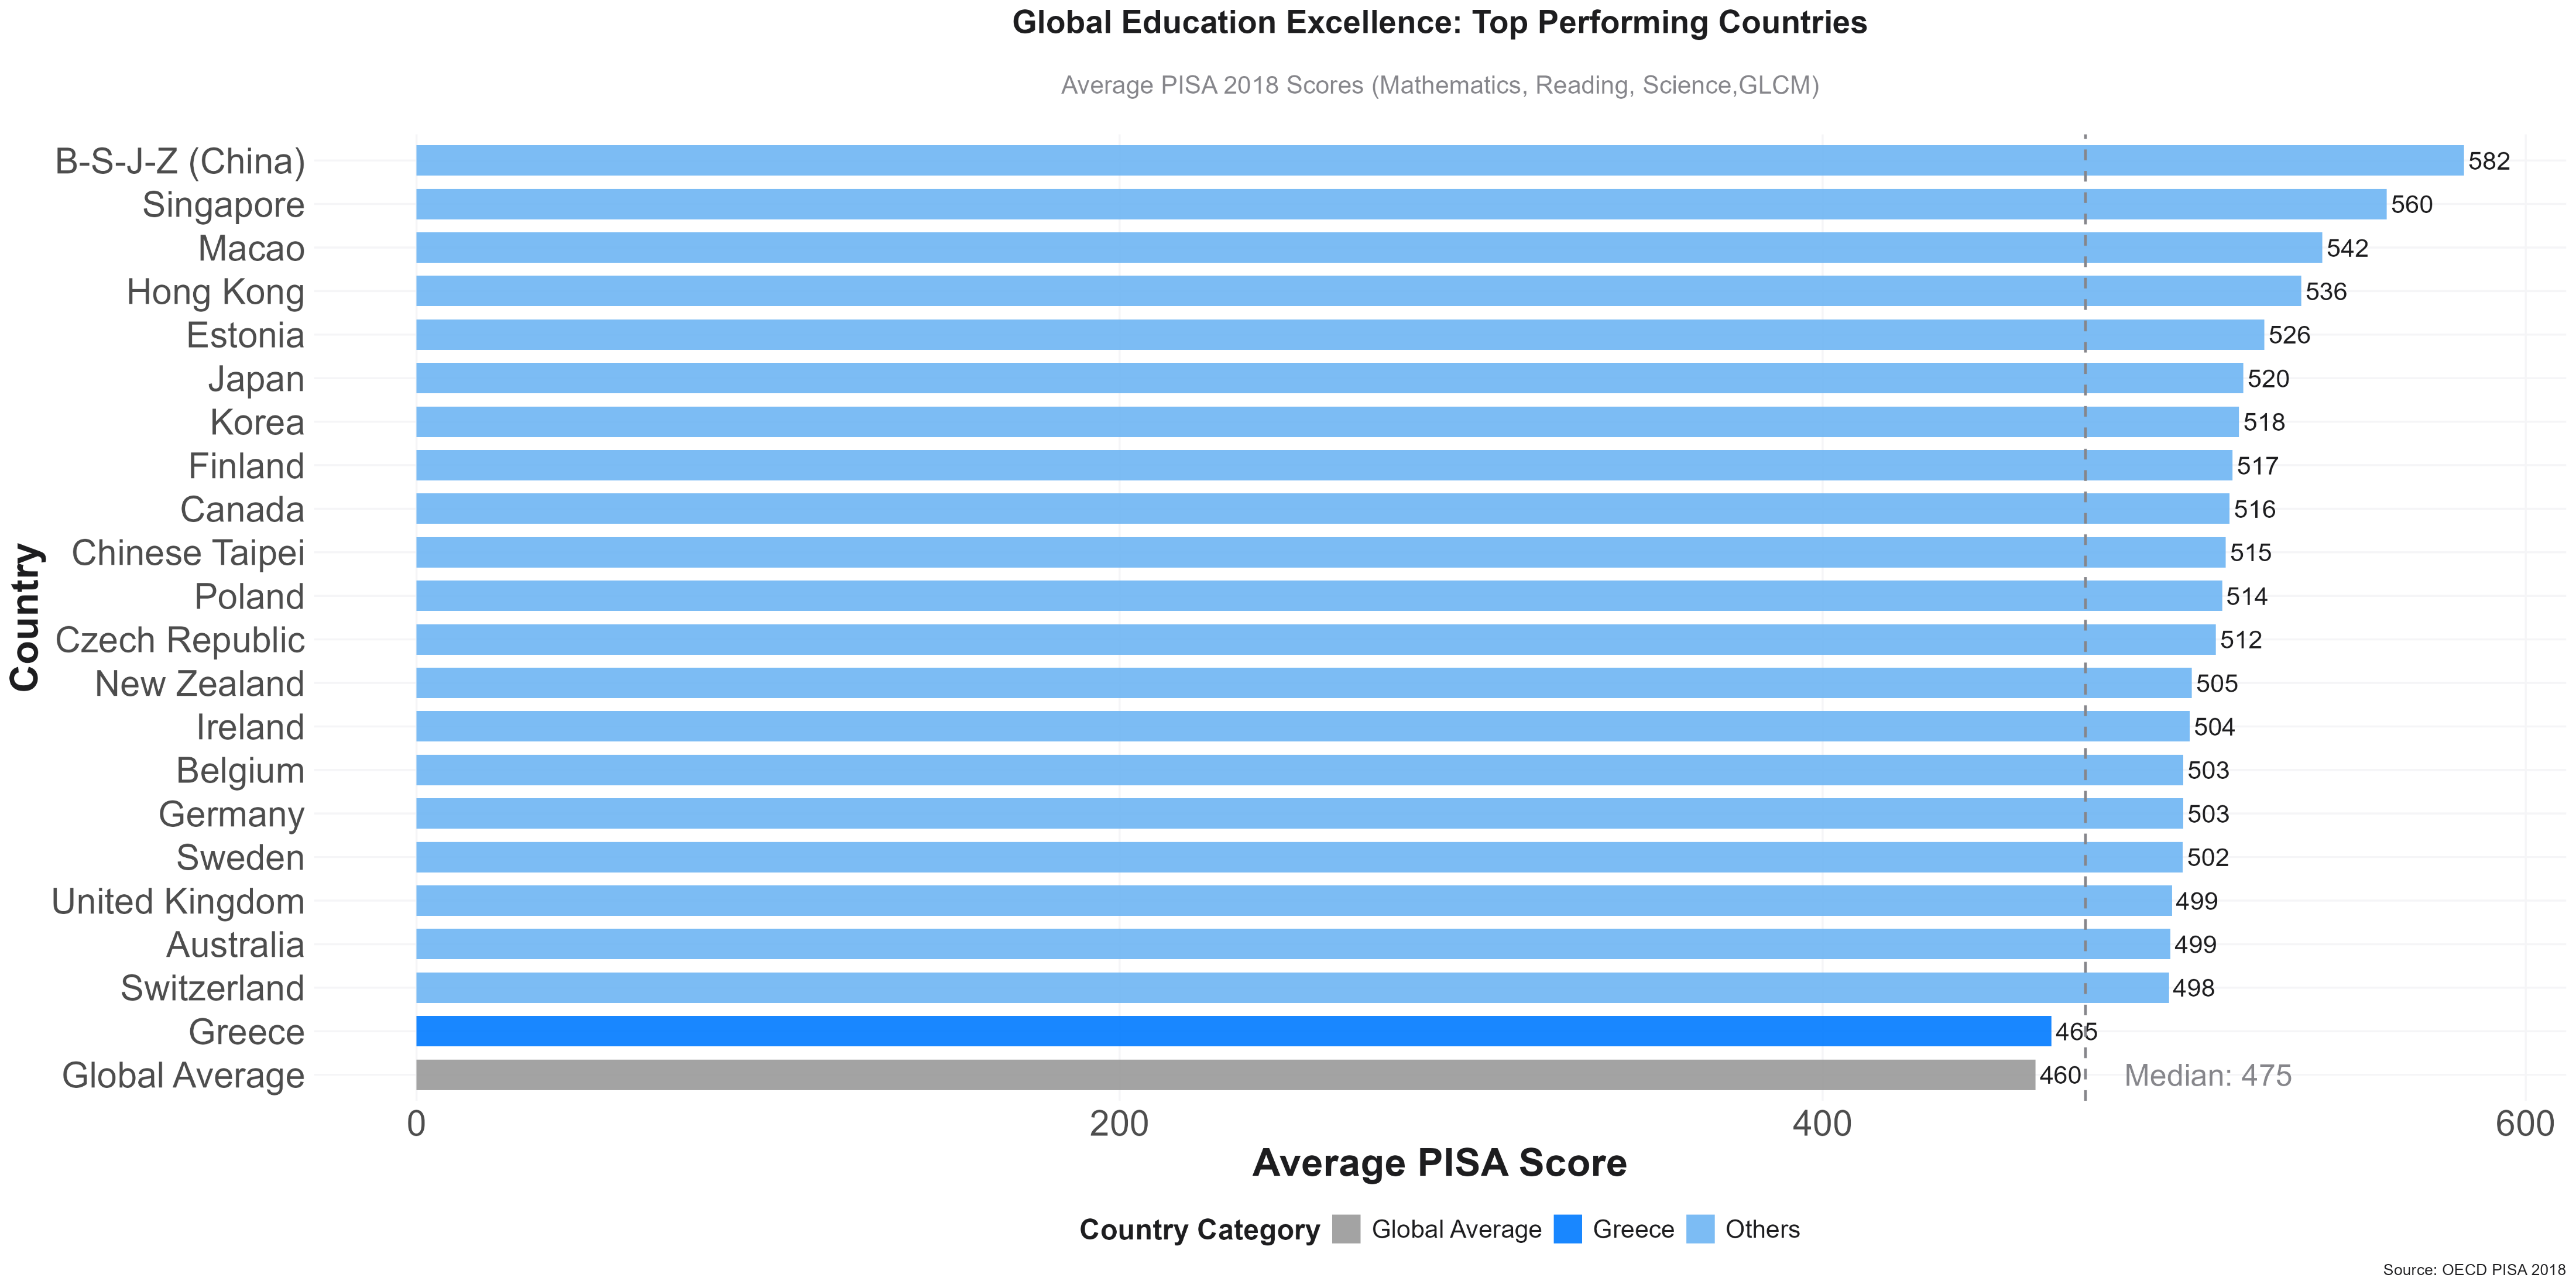 Global Education Excellence: Top Performing Countries
Average PISA 2018 Scores (Mathematics, Reading, Science,GLCM)
Country
B-S-J-Z (China) 582
Singapore 560
Macao 542
Hong Kong 536
Estonia 526
Japan 520
Korea 518
Finland 517
Canada 516
Chinese Taipei 515
Poland 514
Czech Republic 512
New Zealand 505
Ireland 504
Belgium 503
Germany 503
Sweden 502
United Kingdom 499
Australia 499
Switzerland 498
Greece 465
Global Average 460 Median: 475
0 200 400 600
Average PISA Score
Country Category Global Average Greece Others
Source: OECD PISA 2018